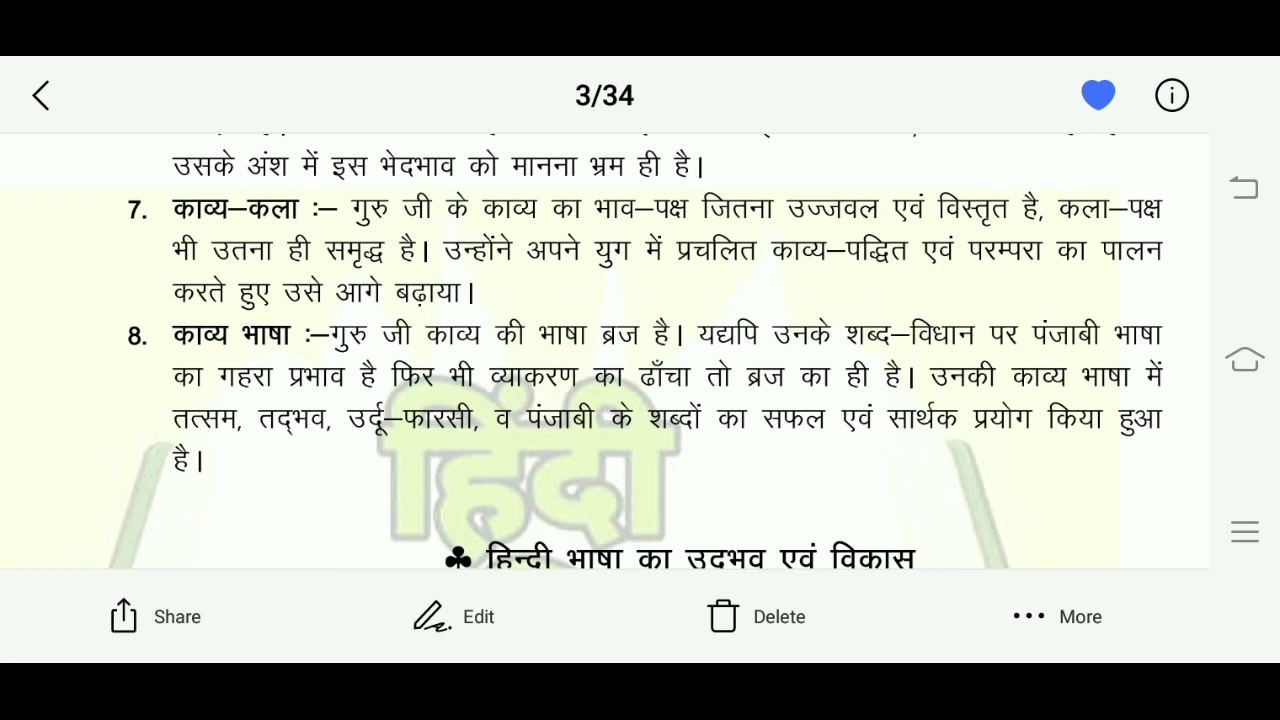 3/34
उसके अंश में इस भेदभाव को मानना भ्रम ही है।
7. काव्य–कला :– गुरु जी के काव्य का भाव–पक्ष जितना उज्जवल एवं विस्तृत है, कला–पक्ष
भी उतना ही समृद्ध है। उन्होंने अपने युग में प्रचलित काव्य–पद्धित एवं परम्परा का पालन
करते हुए उसे आगे बढ़ाया।
8. काव्य भाषा :–गुरु जी काव्य की भाषा ब्रज है। यद्यपि उनके शब्द–विधान पर पंजाबी भाषा
का गहरा प्रभाव है फिर भी व्याकरण का ढाँचा तो ब्रज का ही है। उनकी काव्य भाषा में
तत्सम, तद्भव, उर्दू–फारसी, व पंजाबी के शब्दों का सफल एवं सार्थक प्रयोग किया हुआ
है।
हिंदी
♣ हिन्दी भाषा का उदभव एवं विकास
Share Edit Delete More